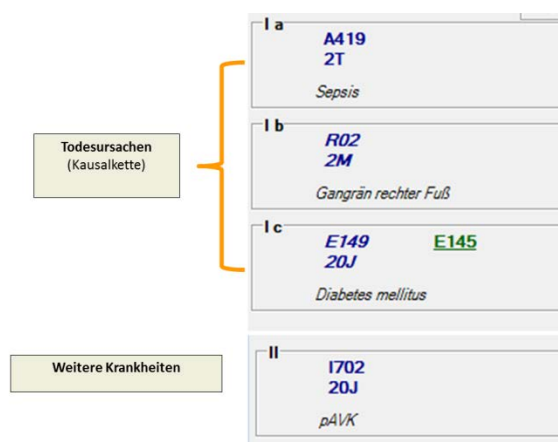 I a
A419
2T
Sepsis
Todesursachen
(Kausalkette)
I b
R02
2M
Gangrän rechter Fuß
I c
E149 E145
20J
Diabetes mellitus
Weitere Krankheiten
II
I702
20J
pAVK